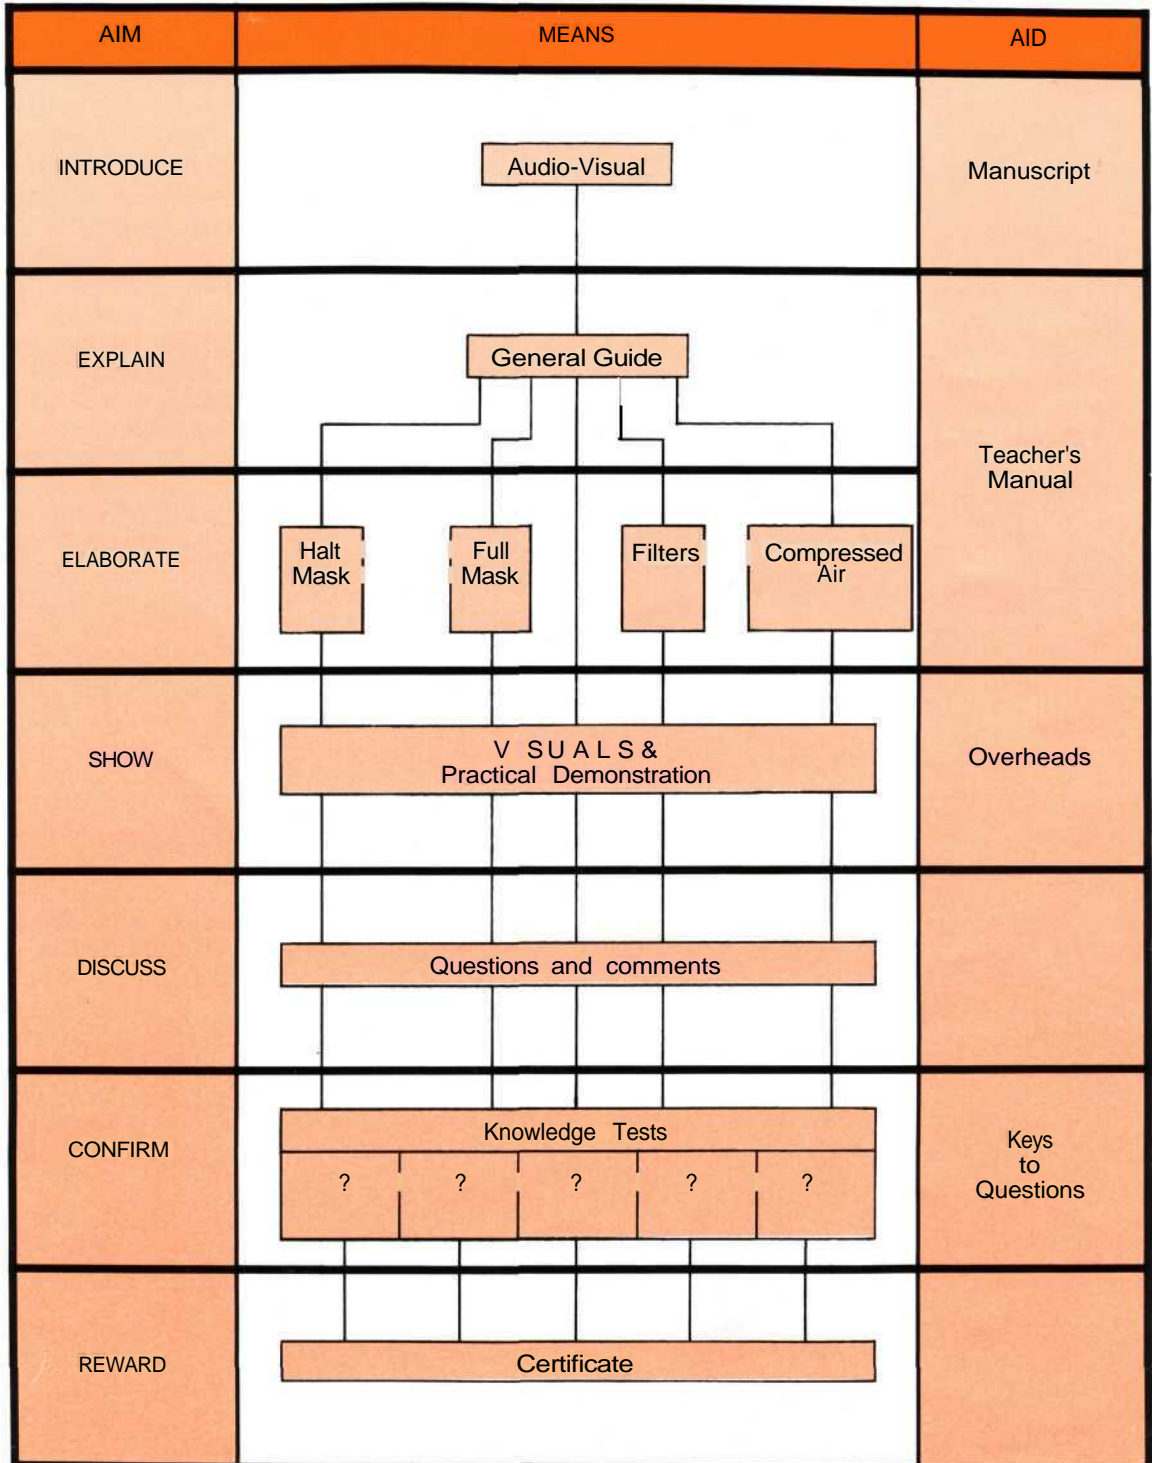 AIM MEANS AID
INTRODUCE Audio-Visual Manuscript
EXPLAIN General Guide
Teacher's
Manual
ELABORATE
Halt
Mask
Full
Mask
Filters
Compressed
Air
SHOW
V SUALS &
Practical Demonstration
Overheads
DISCUSS Questions and comments
CONFIRM
Knowledge Tests
? ? ? ? ?
Keys
to
Questions
REWARD Certificate